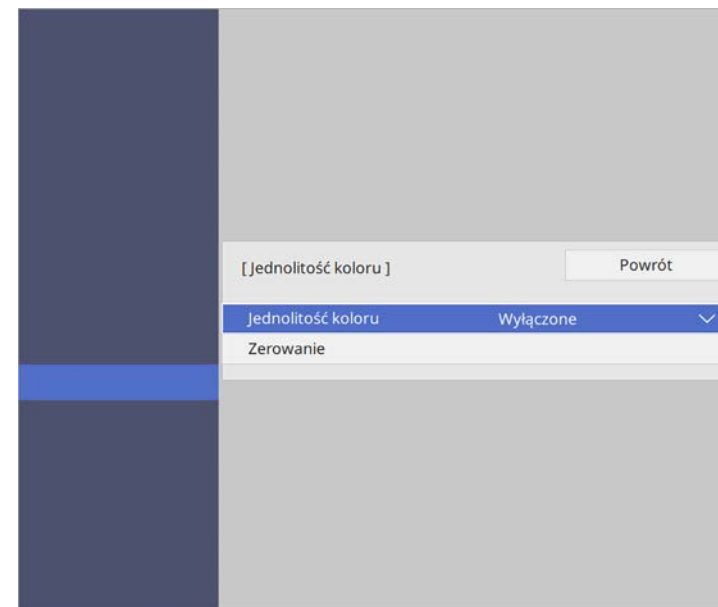 [ Jednolitość koloru ]
Powrót
Jednolitość koloru Wyłączone
Zerowanie